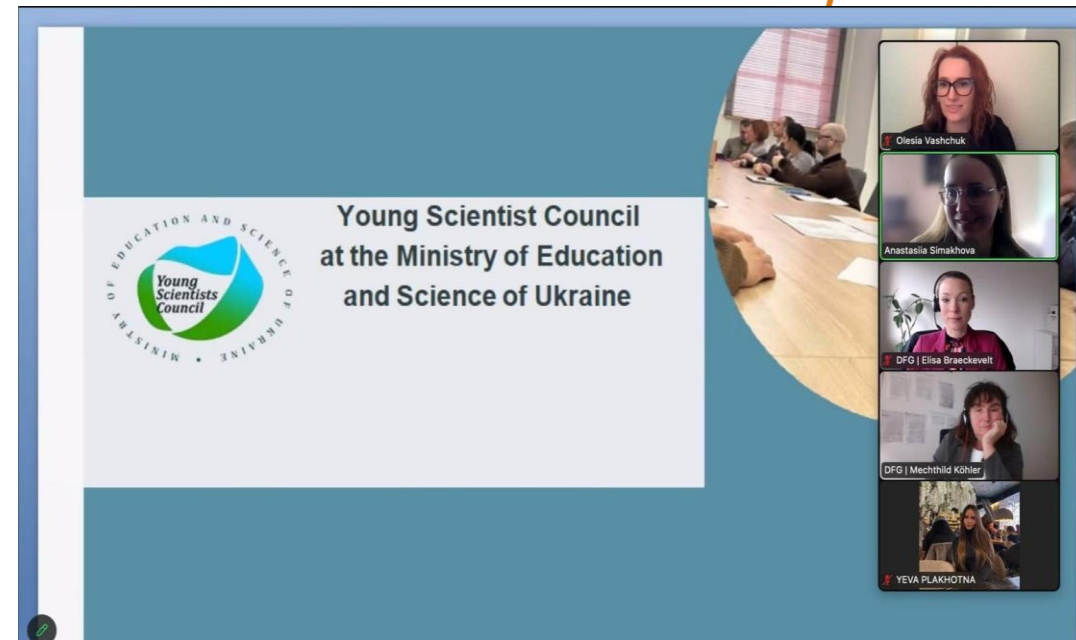 Young Scientist Council
at the Ministry of Education
and Science of Ukraine
MINISTRY OF EDUCATION AND SCIENCE OF UKRAINE •
Young
Scientists
Council
Olesia Vashchuk
Anastasiia Simakhova
DFG | Elisa Braeckevelt
DFG | Mechthild Köhler
YEVA PLAKHOTNA